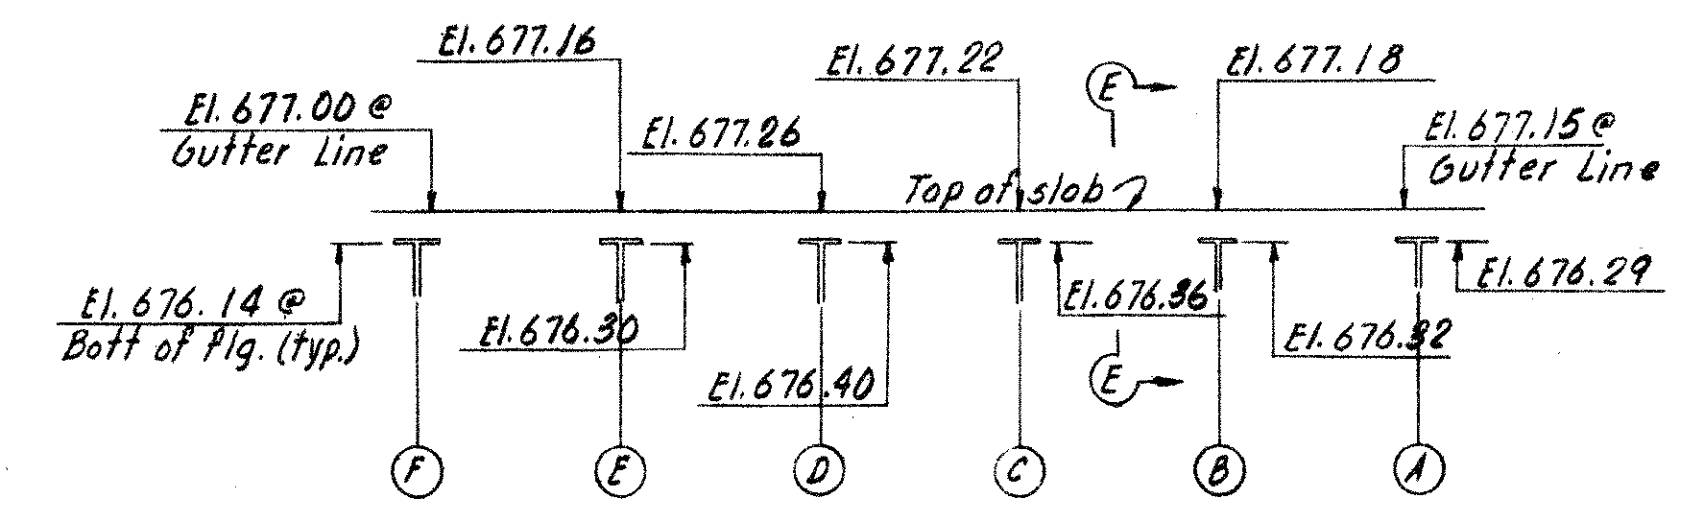 El. 677.16
El. 677.22
El. 677.18
E
El. 677.00 @
Gutter Line
El. 677.26
El. 677.15 @
Gutter Line
Top of slab
El. 676.14 @
Bott of flg. (typ.)
El. 676.30
El. 676.40
El. 676.36
El. 676.32
El. 676.29
E
F
E
D
C
B
A